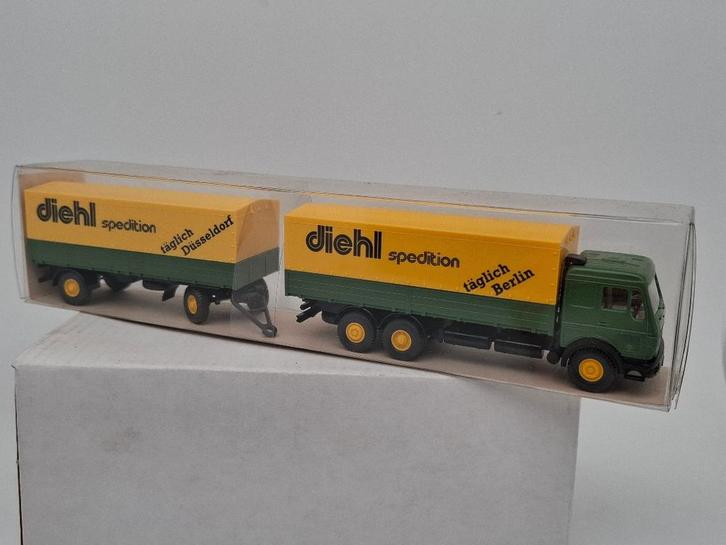 diehl spedition
täglich
Düsseldorf
diehl spedition
täglich
Berlin